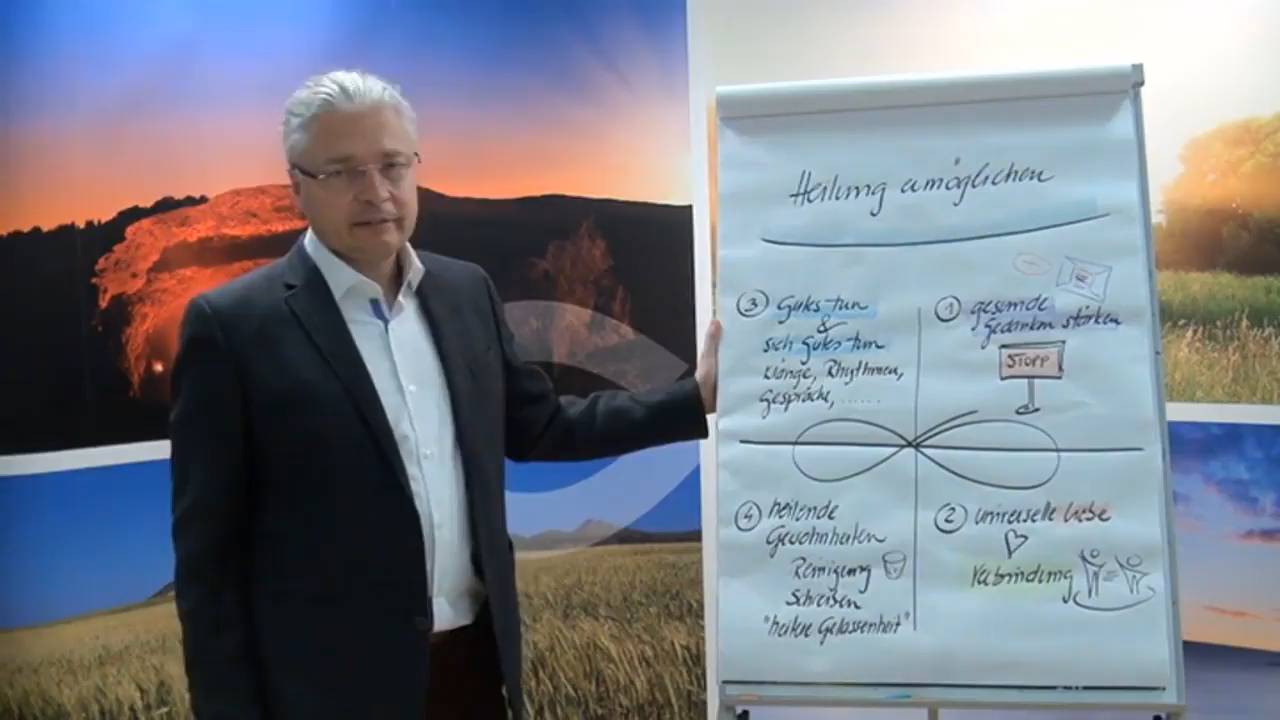 Heilung ermöglichen
① gesunde
Gedanken stärken
STOPP
② universelle Liebe
Verbindung
③ Gutes tun
&
sich Gutes tun
Klänge, Rhythmen,
Gespräche, ......
④ heilende
Gewohnheiten
Reinigung
Schreiben
"heitere Gelassenheit"